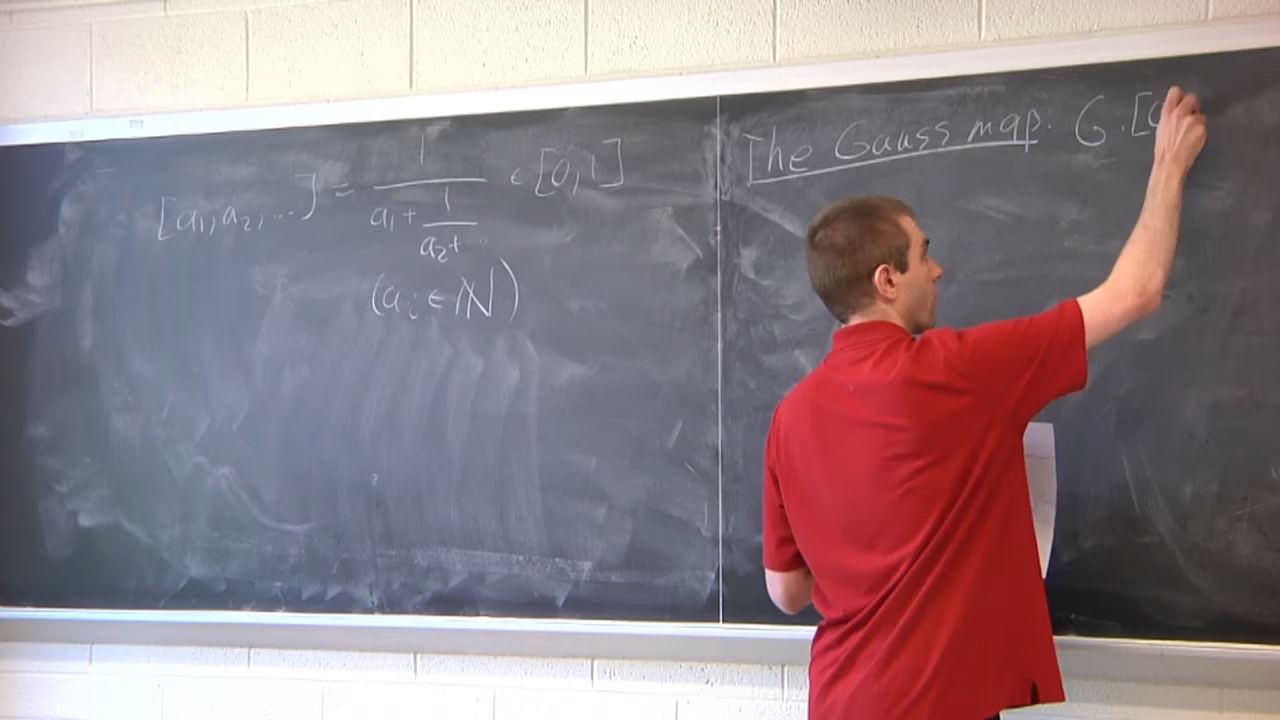 [a₁, a₂, ...] = 1/(a₁ + 1/(a₂ + ...)) ∈ [0,1]
(aᵢ ∈ ℕ)
The Gauss map: G: [0